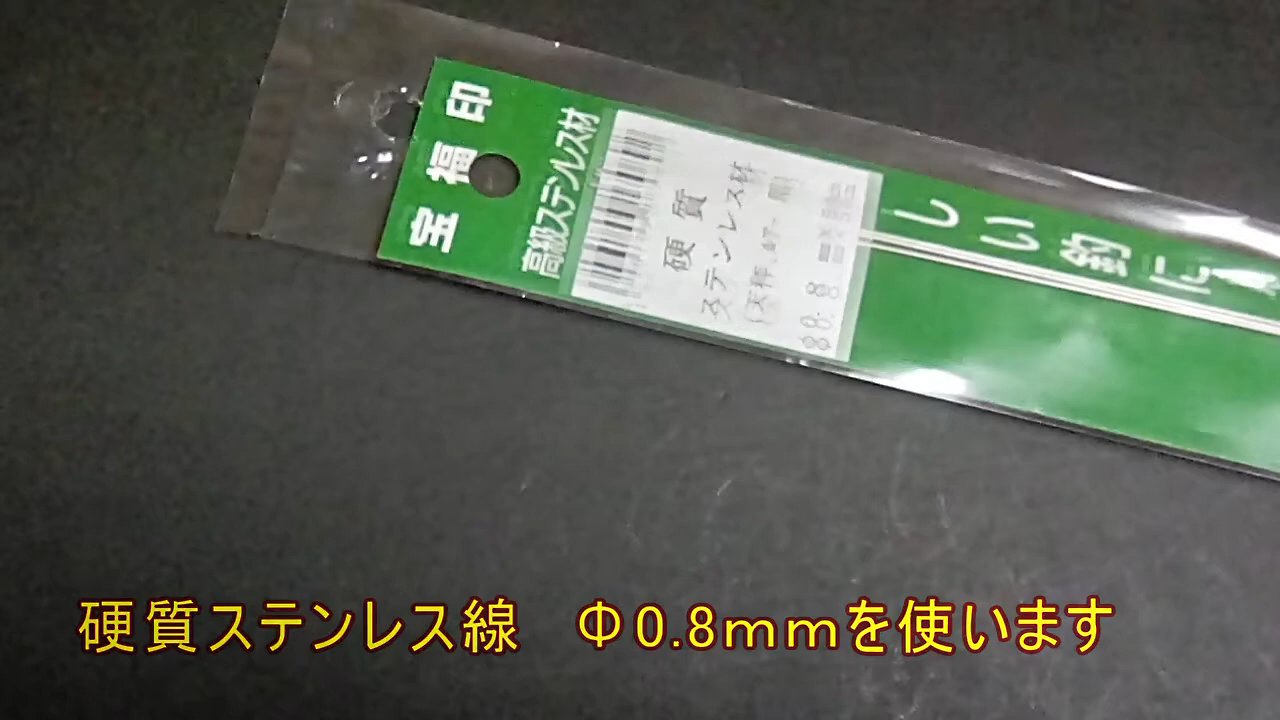 宝福印
高級ステンレス材
硬質
ステンレス材
しい釣に
硬質ステンレス線　Φ0.8mmを使います